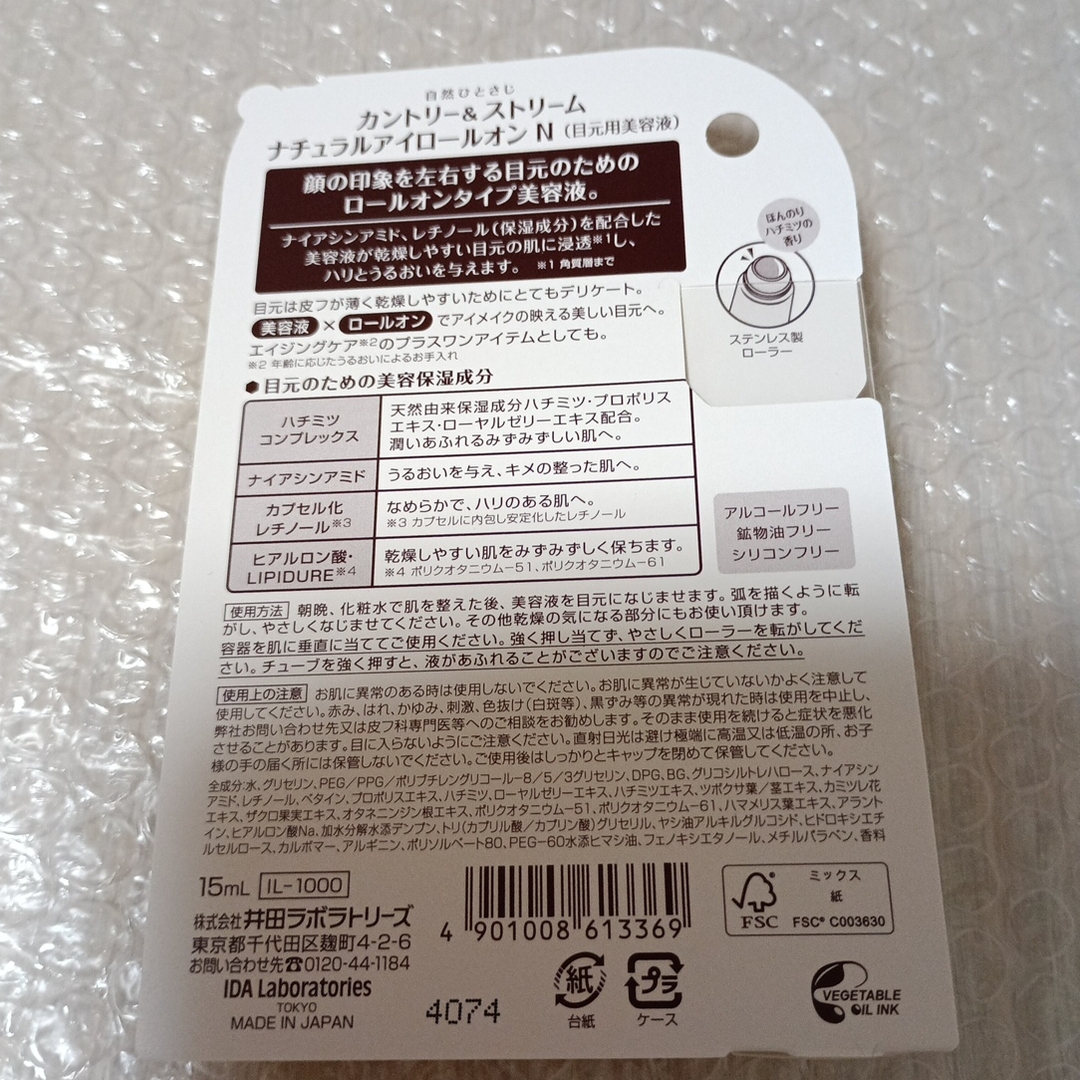 自然ひとさじ
カントリー&ストリーム
ナチュラルアイロールオン N（目元用美容液）
顔の印象を左右する目元のための
ロールオンタイプ美容液。
ナイアシンアミド、レチノール（保湿成分）を配合した
美容液が乾燥しやすい目元の肌に浸透※1し、
ハリとうるおいを与えます。 ※1 角質層まで
ほんのり
ハチミツの
香り
ステンレス製
ローラー
目元は皮フが薄く乾燥しやすいためにとてもデリケート。
美容液 × ロールオン でアイメイクの映える美しい目元へ。
エイジングケア※2のプラスワンアイテムとしても。
※2 年齢に応じたうるおいによるお手入れ
●目元のための美容保湿成分
ハチミツ
コンプレックス
天然由来保湿成分ハチミツ・プロポリス
エキス・ローヤルゼリーエキス配合。
潤いあふれるみずみずしい肌へ。
ナイアシンアミド
うるおいを与え、キメの整った肌へ。
カプセル化
レチノール※3
なめらかで、ハリのある肌へ。
※3 カプセルに内包し安定化したレチノール
ヒアルロン酸・
LIPIDURE※4
乾燥しやすい肌をみずみずしく保ちます。
※4 ポリクオタニウム-51、ポリクオタニウム-61
アルコールフリー
鉱物油フリー
シリコンフリー
使用方法 朝晩、化粧水で肌を整えた後、美容液を目元になじませます。弧を描くように転
がし、やさしくなじませてください。その他乾燥の気になる部分にもお使い頂けます。
容器を肌に垂直に当ててご使用ください。強く押し当てず、やさしくローラーを転がしてくだ
さい。チューブを強く押すと、液があふれることがございますのでご注意ください。
使用上の注意 お肌に異常のある時は使用しないでください。お肌に異常が生じていないかよく注意して
使用してください。赤み、はれ、かゆみ、刺激、色抜け（白斑等）、黒ずみ等の異常が現れた時は使用を中止し、
弊社お問い合わせ先又は皮フ科専門医等へのご相談をお勧めします。そのまま使用を続けると症状を悪化
させることがあります。目に入らないようにご注意ください。直射日光は避け極端に高温又は低温の所、お子
様の手の届く所には保管しないでください。ご使用後はしっかりとキャップを閉めて保管してください。
全成分:水、グリセリン、PEG/PPG/ポリブチレングリコール-8/5/3グリセリン、DPG、BG、グリコシルトレハロース、ナイアシン
アミド、レチノール、ベタイン、プロポリスエキス、ハチミツ、ローヤルゼリーエキス、ハチミツエキス、ツボクサ葉/茎エキス、カミツレ花
エキス、ザクロ果実エキス、オタネニンジン根エキス、ポリクオタニウム-51、ポリクオタニウム-61、ハマメリス葉エキス、アラント
イン、ヒアルロン酸Na、加水分解水添デンプン、トリ（カプリル酸/カプリン酸）グリセリル、ヤシ油アルキルグルコシド、ヒドロキシエチ
ルセルロース、カルボマー、アルギニン、ポリソルベート80、PEG-60水添ヒマシ油、フェノキシエタノール、メチルパラベン、香料
15mL IL-1000
株式会社 井田ラボラトリーズ
東京都千代田区麹町4-2-6
お問い合わせ先☎0120-44-1184
IDA Laboratories
TOKYO
MADE IN JAPAN
4 901008 613369
4074
紙
台紙
プラ
ケース
FSC
ミックス
紙
FSC® C003630
VEGETABLE
OIL INK